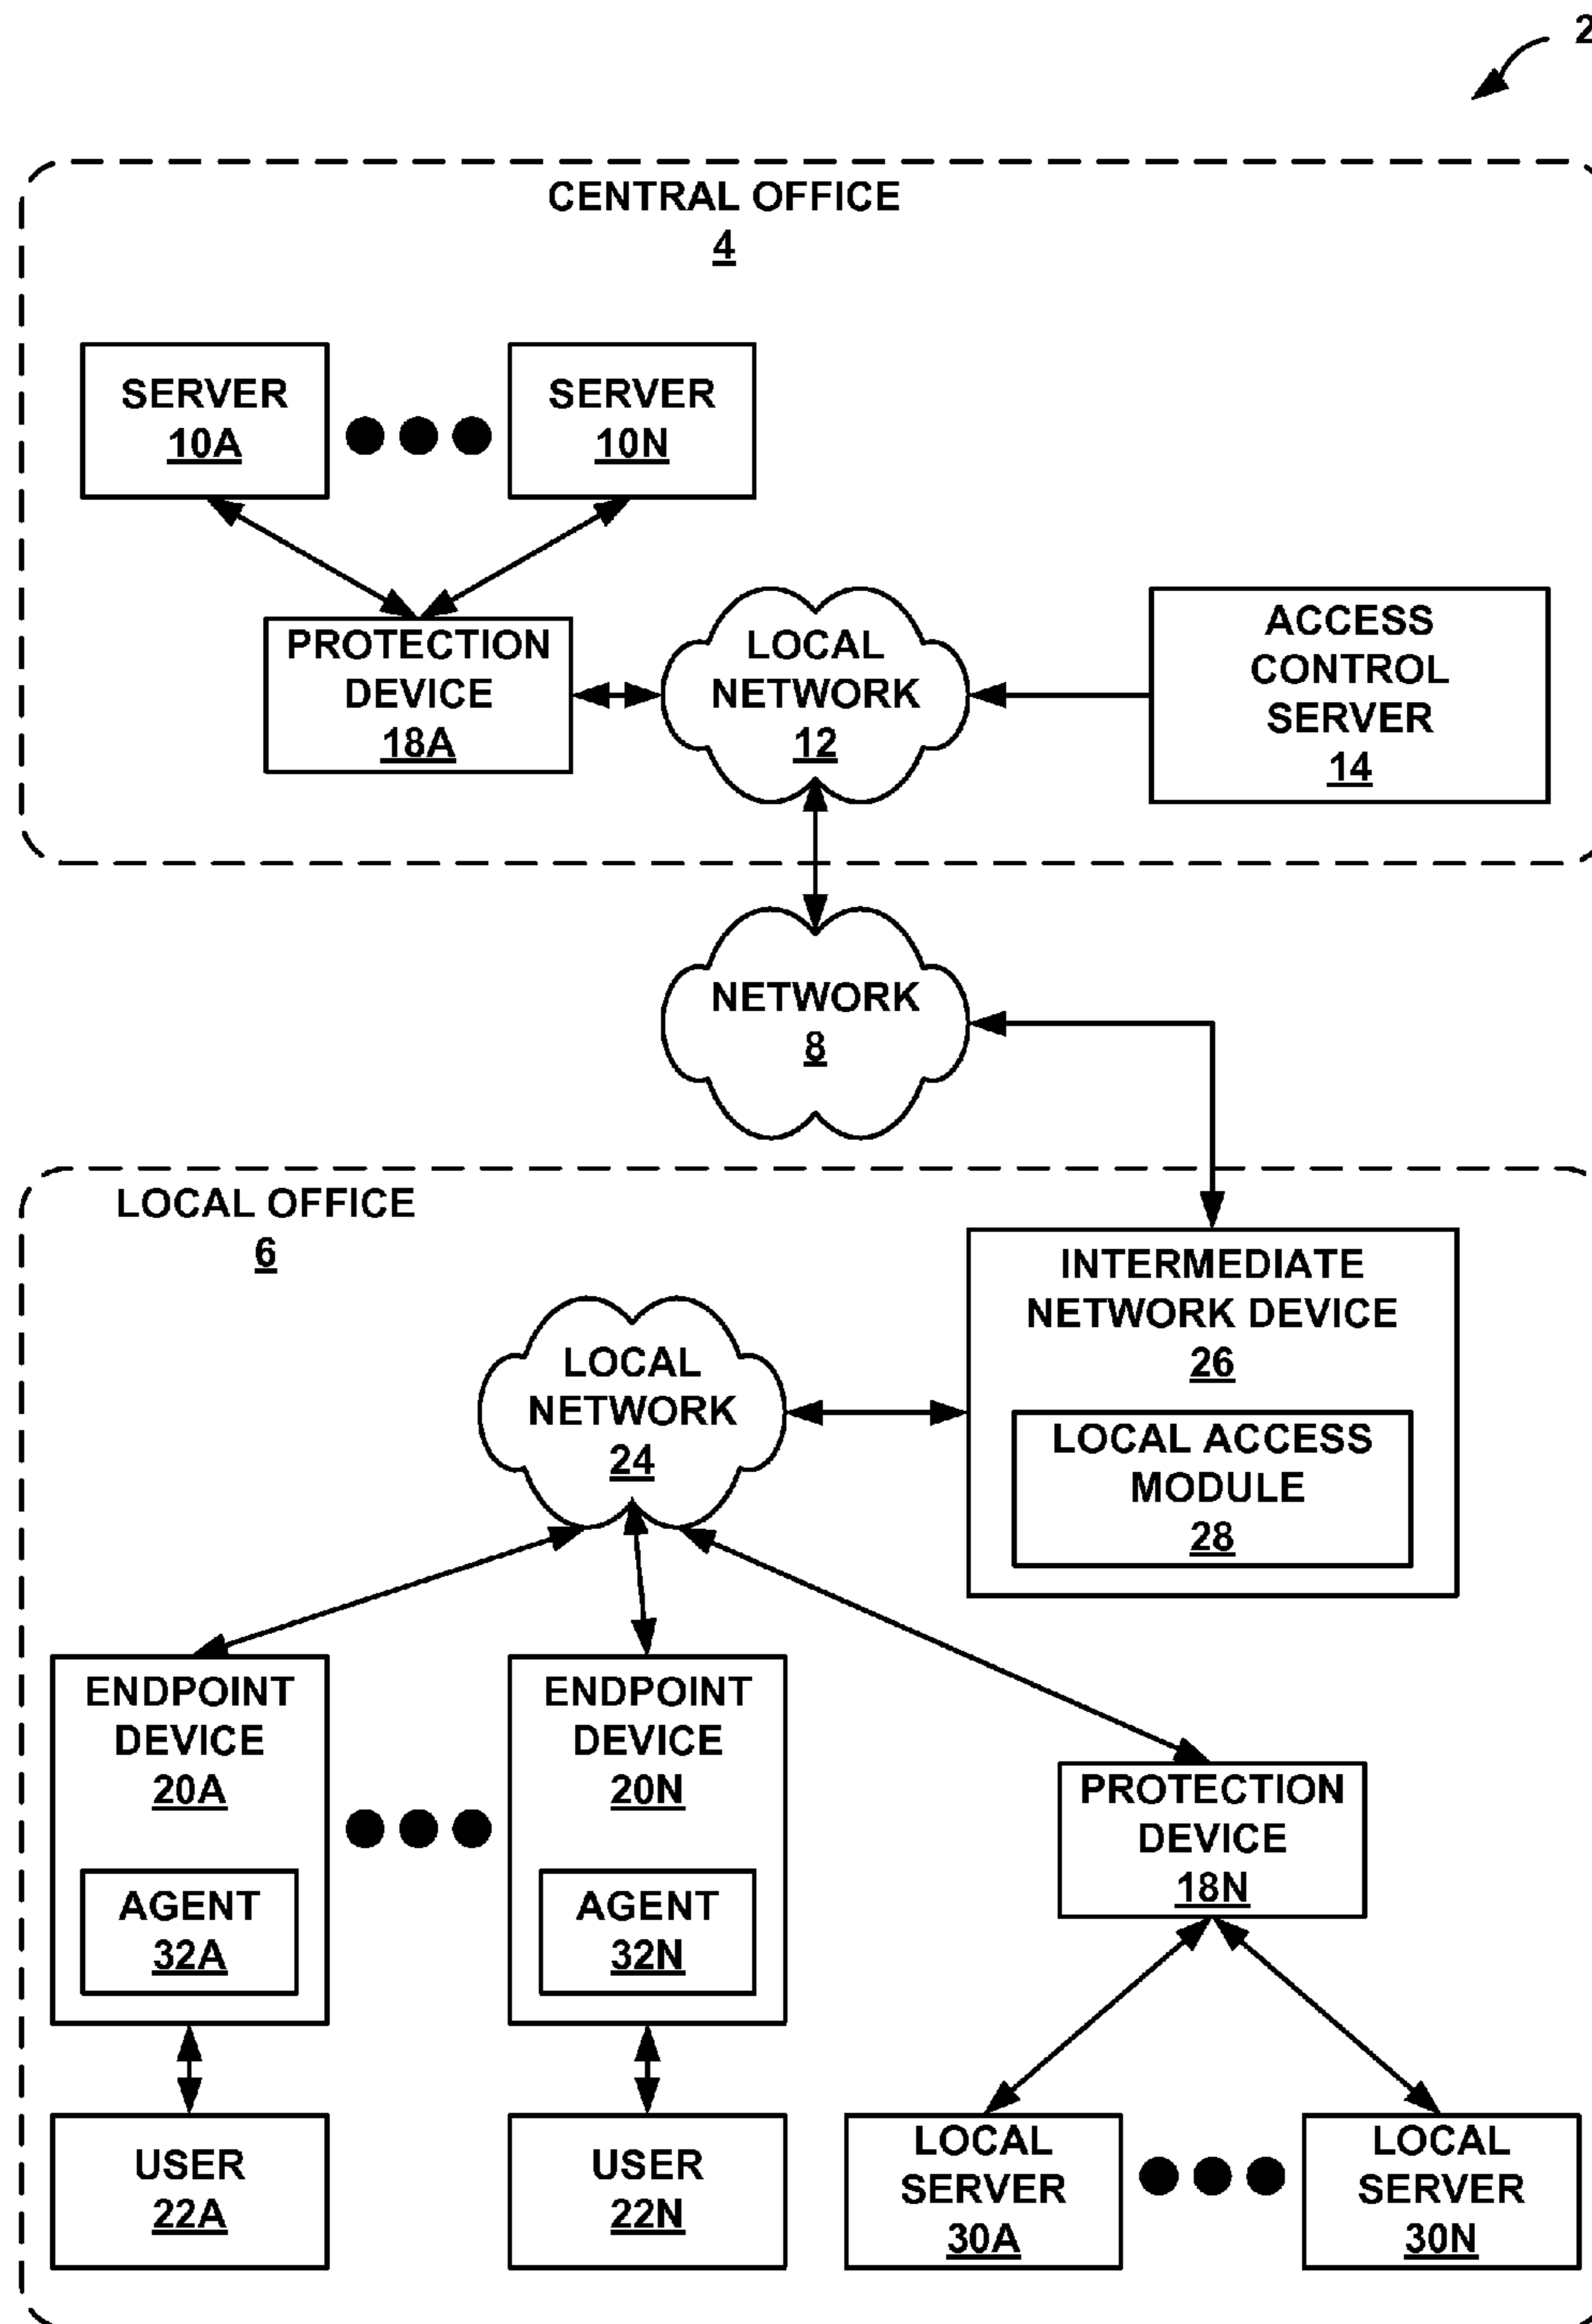 2
CENTRAL OFFICE
4
SERVER
10A
SERVER
10N
PROTECTION
DEVICE
18A
LOCAL
NETWORK
12
ACCESS
CONTROL
SERVER
14
NETWORK
8
LOCAL OFFICE
6
INTERMEDIATE
NETWORK DEVICE
26
LOCAL ACCESS
MODULE
28
LOCAL
NETWORK
24
ENDPOINT
DEVICE
20A
AGENT
32A
ENDPOINT
DEVICE
20N
AGENT
32N
PROTECTION
DEVICE
18N
USER
22A
USER
22N
LOCAL
SERVER
30A
LOCAL
SERVER
30N